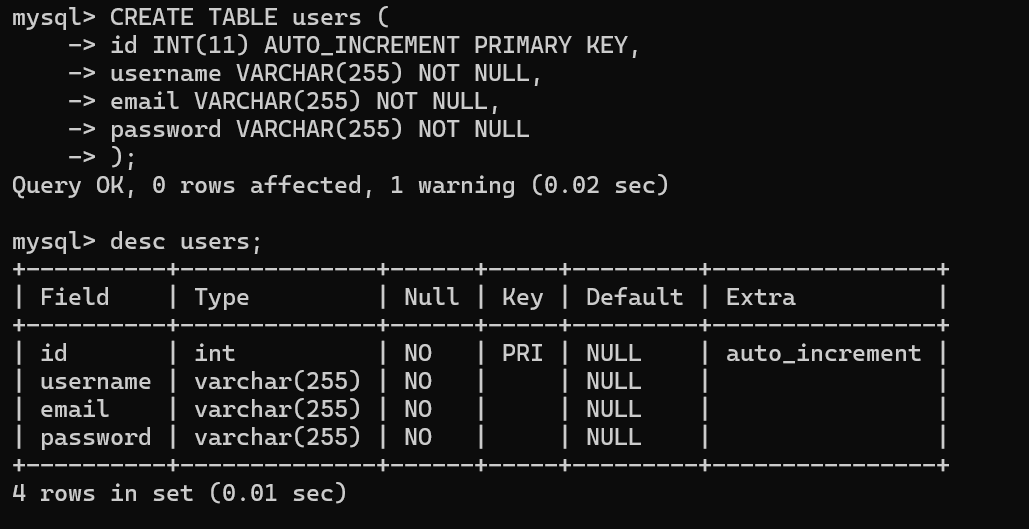 mysql> CREATE TABLE users (
    -> id INT(11) AUTO_INCREMENT PRIMARY KEY,
    -> username VARCHAR(255) NOT NULL,
    -> email VARCHAR(255) NOT NULL,
    -> password VARCHAR(255) NOT NULL
    -> );
Query OK, 0 rows affected, 1 warning (0.02 sec)

mysql> desc users;
+----------+--------------+------+-----+---------+----------------+
| Field    | Type         | Null | Key | Default | Extra          |
+----------+--------------+------+-----+---------+----------------+
| id       | int          | NO   | PRI | NULL    | auto_increment |
| username | varchar(255) | NO   |     | NULL    |                |
| email    | varchar(255) | NO   |     | NULL    |                |
| password | varchar(255) | NO   |     | NULL    |                |
+----------+--------------+------+-----+---------+----------------+
4 rows in set (0.01 sec)